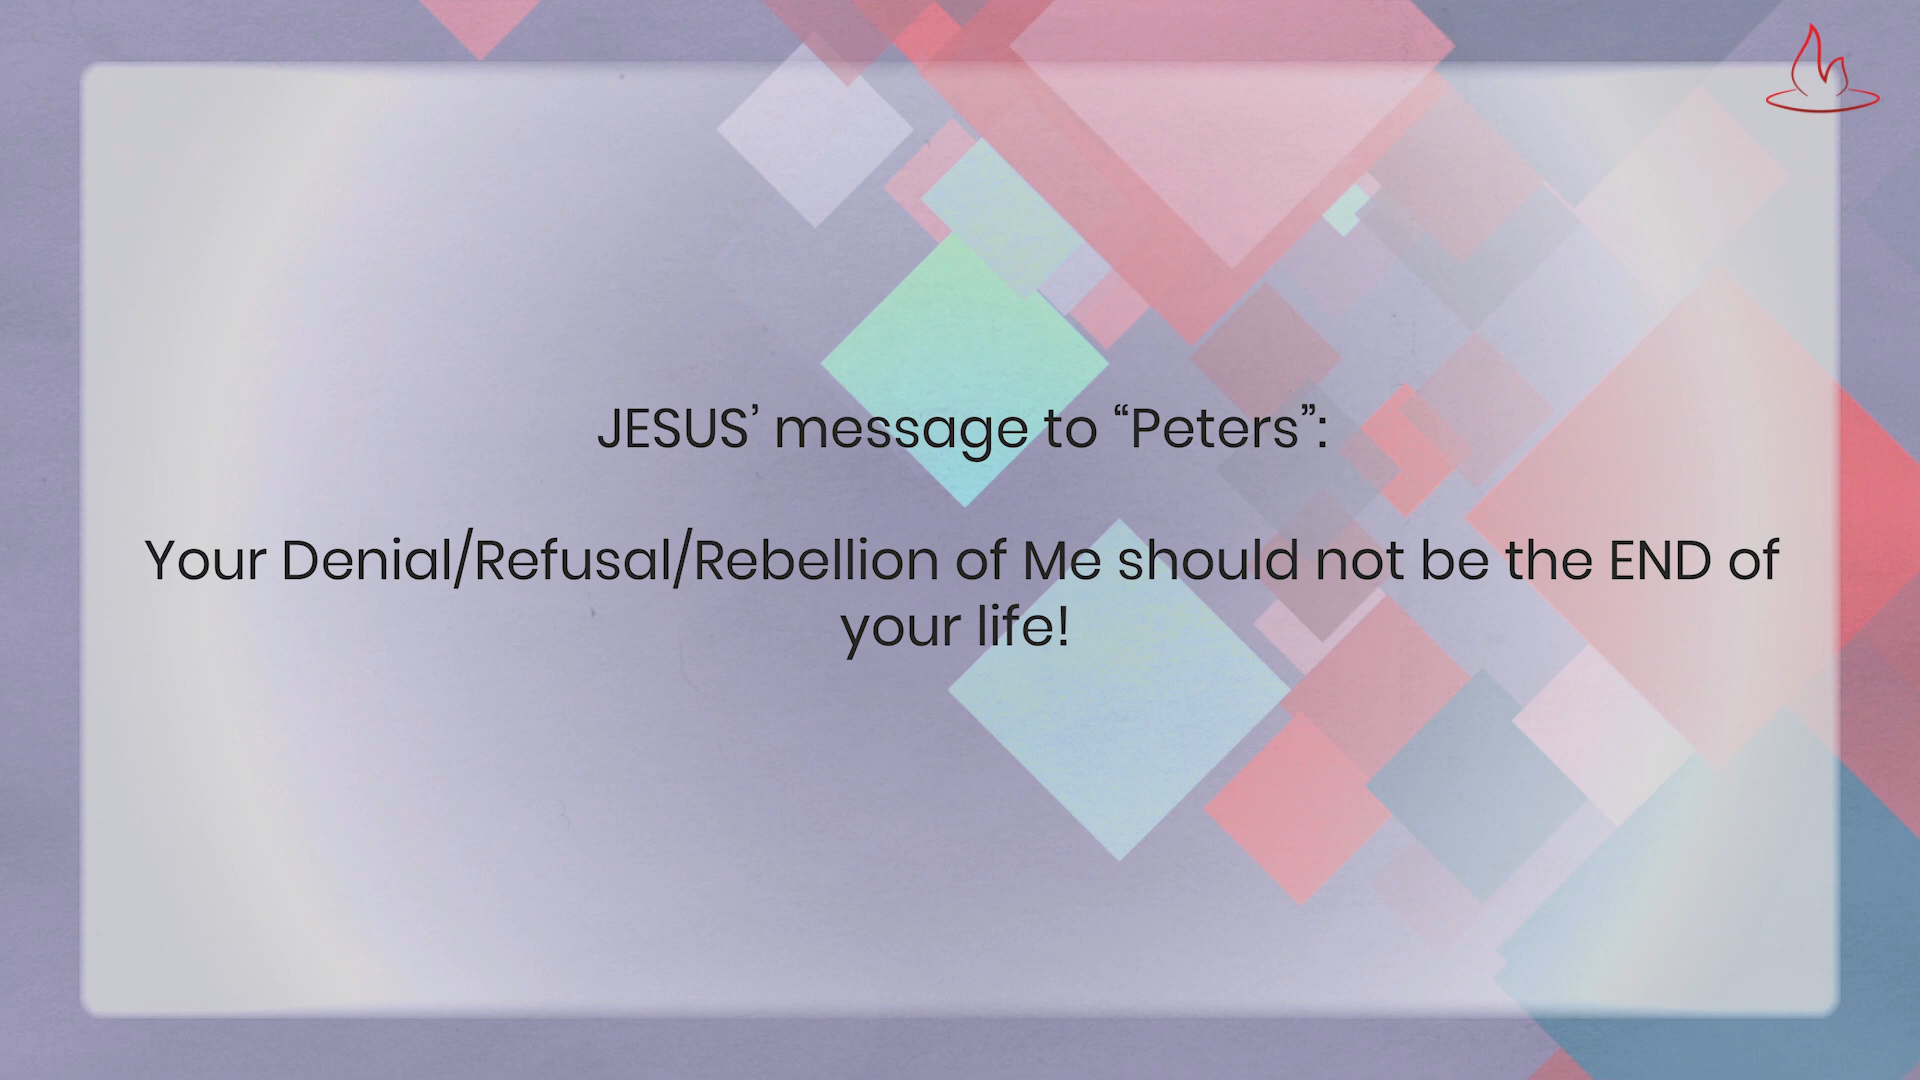 JESUS’ message to “Peters”:
Your Denial/Refusal/Rebellion of Me should not be the END of
your life!